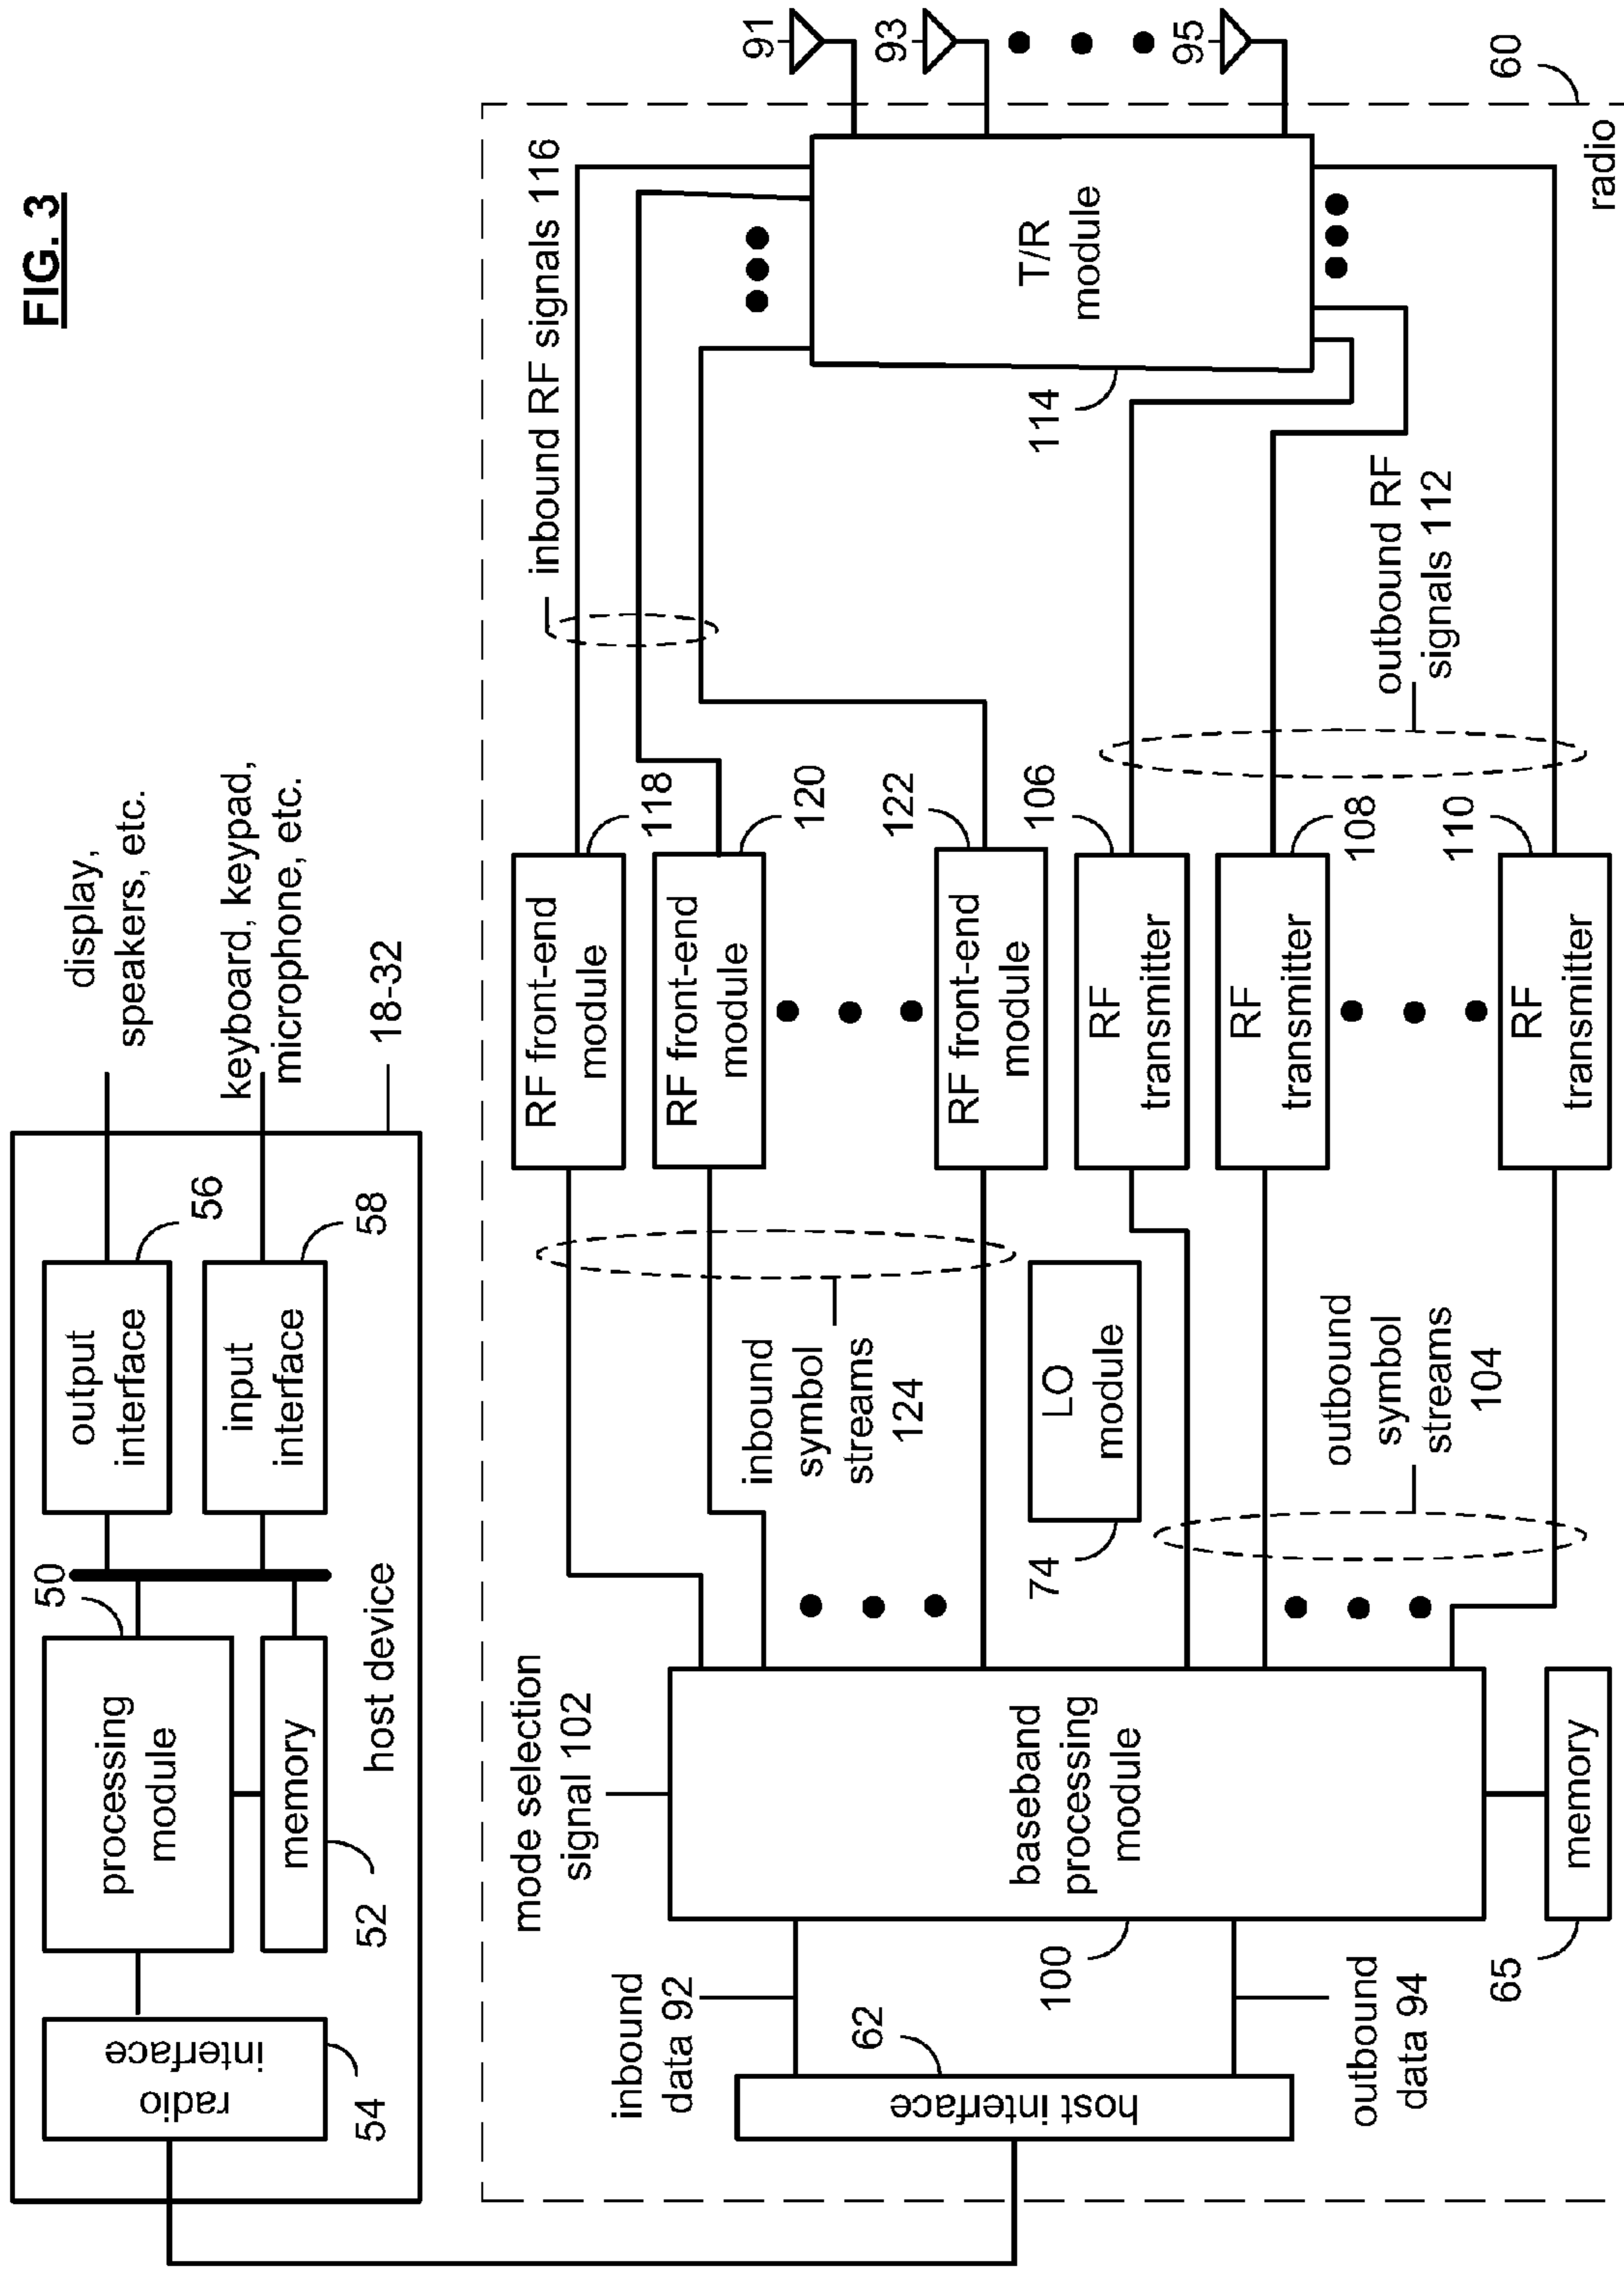 FIG. 3
display,
speakers, etc.
keyboard, keypad,
microphone, etc.
18-32
output
interface
56
input
interface
58
50
processing
module
memory
52
host device
radio
interface
54
radio
60
mode selection
signal 102
inbound
data 92
62
host interface
outbound
data 94
100
baseband
processing
module
65
memory
inbound
symbol
streams
124
LO
module
74
outbound
symbol
streams
104
RF front-end
module
118
RF front-end
module
120
RF front-end
module
122
RF
transmitter
106
RF
transmitter
108
RF
transmitter
110
inbound RF signals 116
outbound RF
signals 112
T/R
module
114
91
93
95